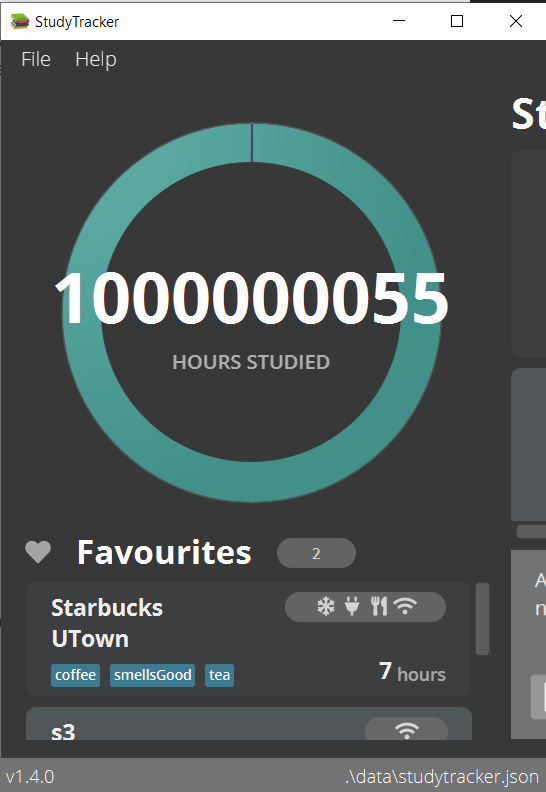 StudyTracker
File Help
St
1000000055
HOURS STUDIED
Favourites 2
Starbucks
UTown
coffee smellsGood tea
7 hours
s3
A
n
v1.4.0 .\data\studytracker.json